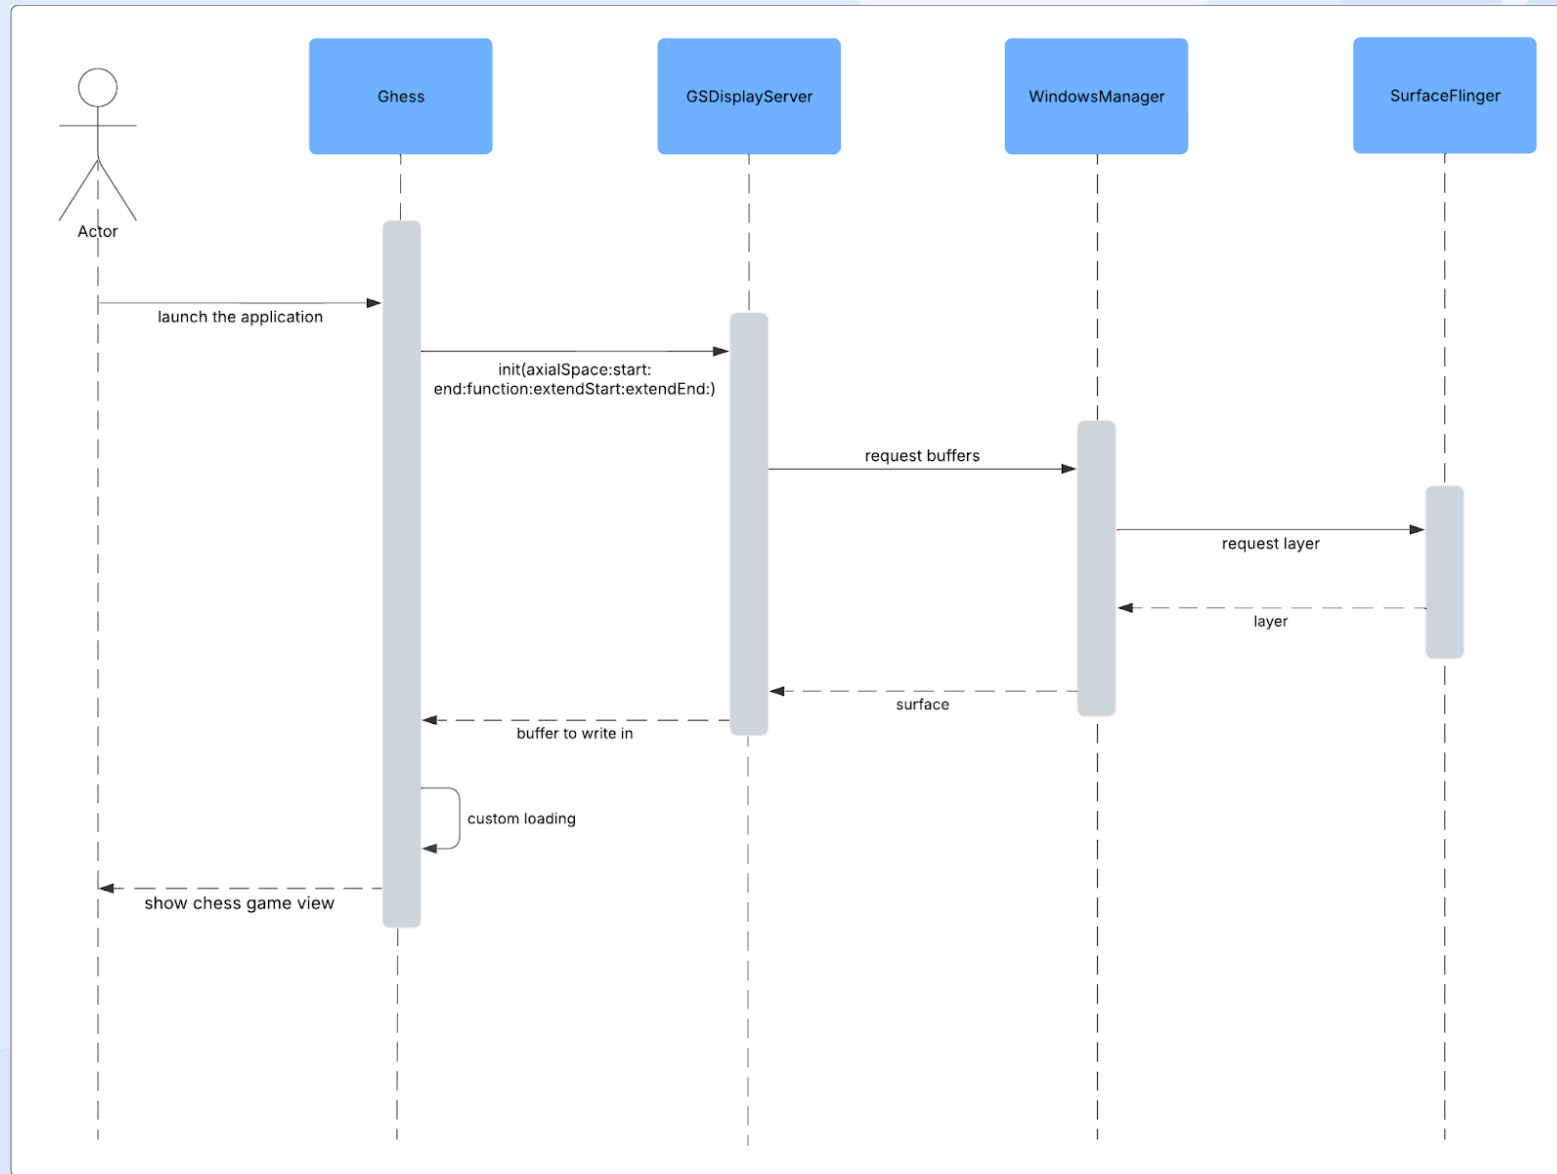 Ghess
GSDisplayServer
WindowsManager
SurfaceFlinger
Actor
launch the application
init(axialSpace:start:
end:function:extendStart:extendEnd:)
request buffers
request layer
layer
surface
buffer to write in
custom loading
show chess game view